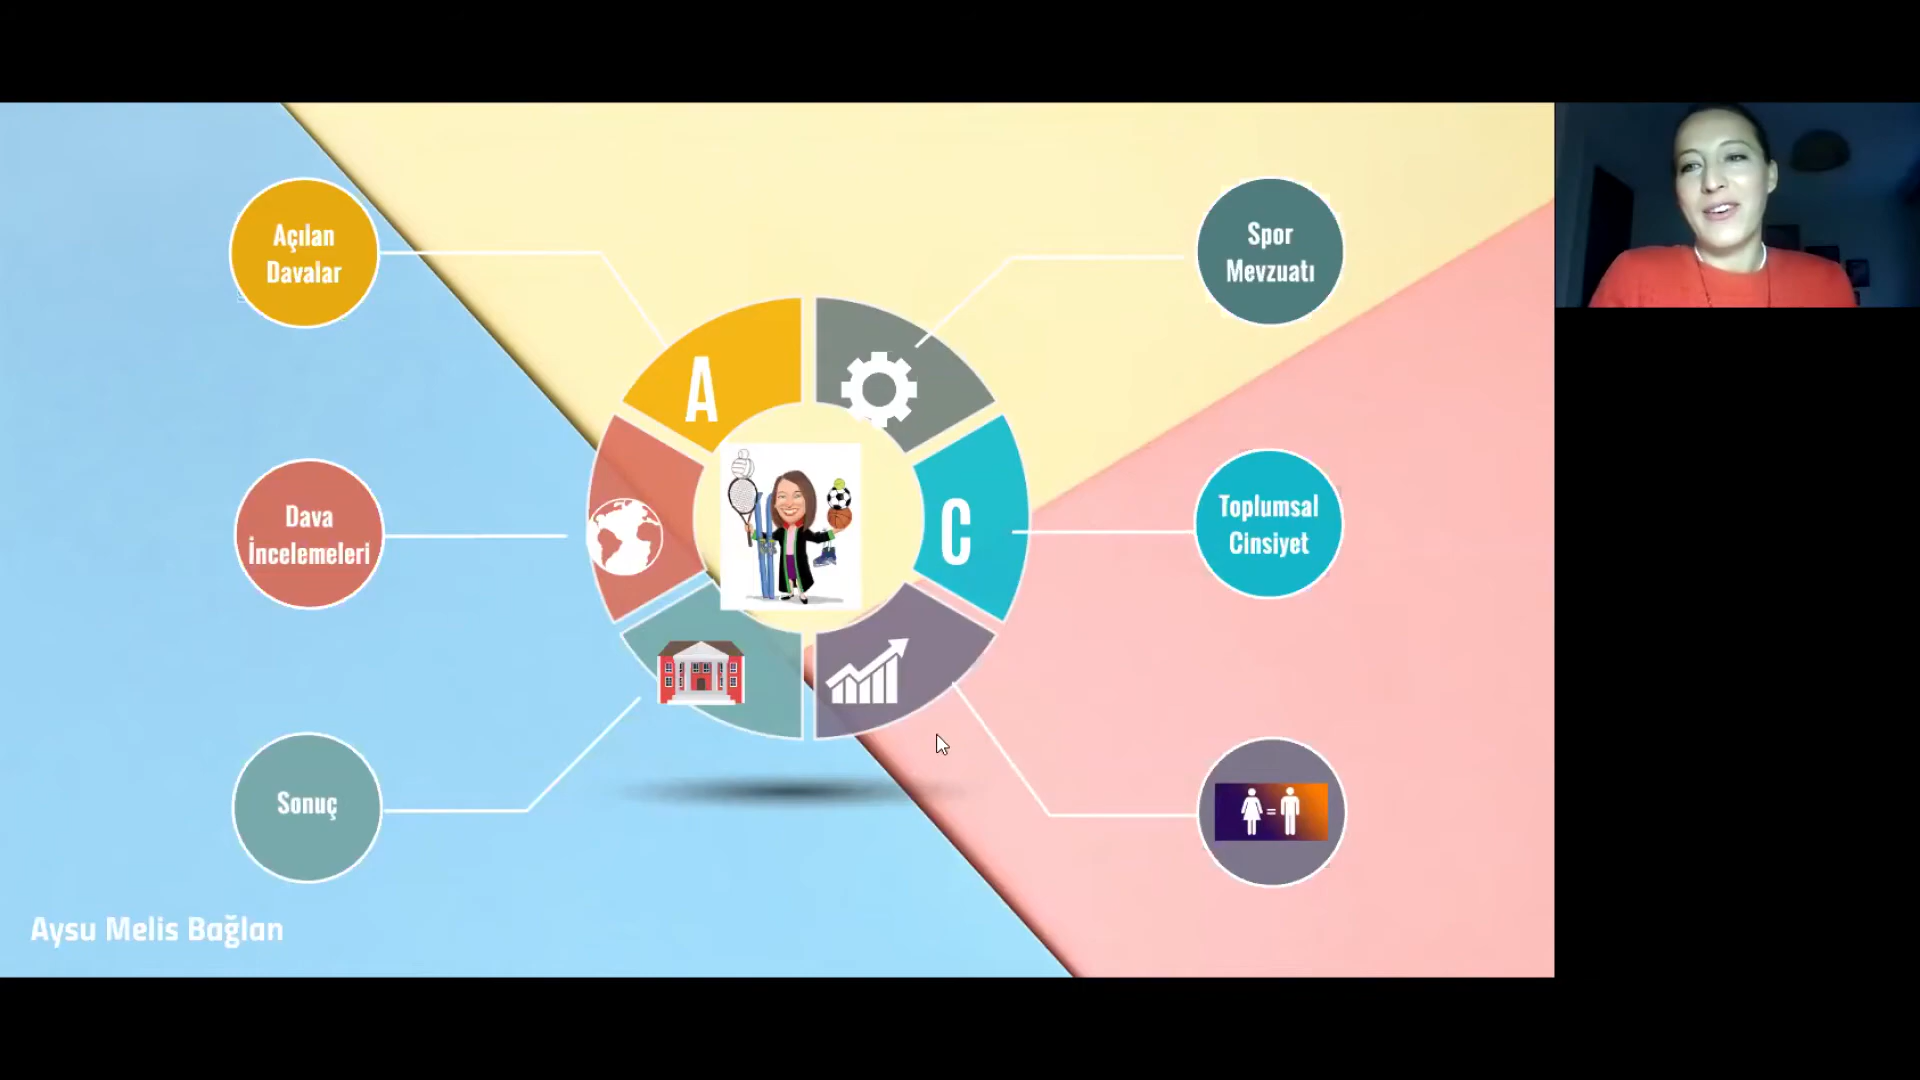 Açılan
Davalar
Spor
Mevzuatı
A
Dava
İncelemeleri
C
Toplumsal
Cinsiyet
Sonuç
=
Aysu Melis Bağlan